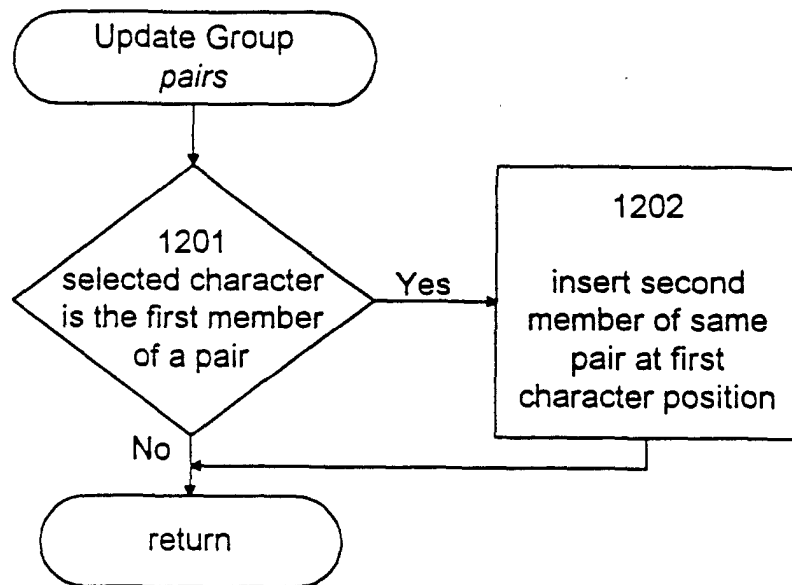 Update Group
pairs
1201
selected character
is the first member
of a pair
Yes
1202
insert second
member of same
pair at first
character position
No
return